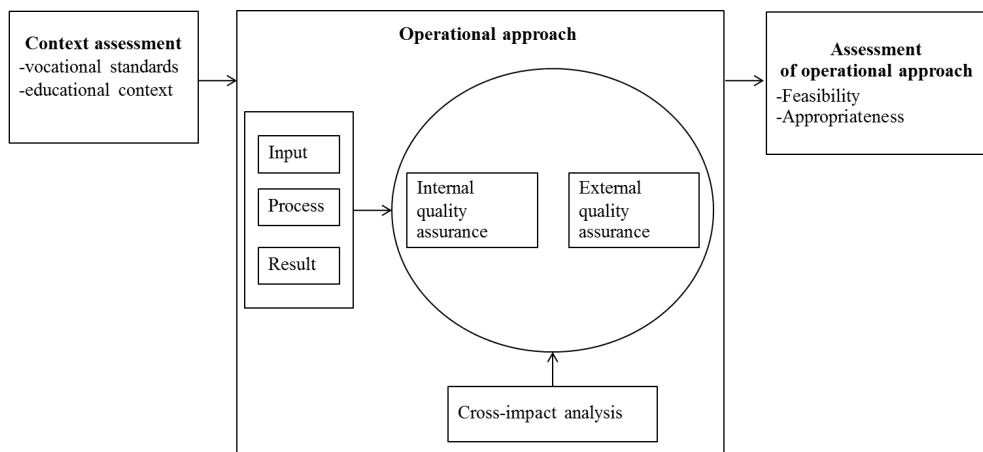 Context assessment
-vocational standards
-educational context
Operational approach
Input
Process
Result
Internal
quality
assurance
External
quality
assurance
Cross-impact analysis
Assessment
of operational approach
-Feasibility
-Appropriateness